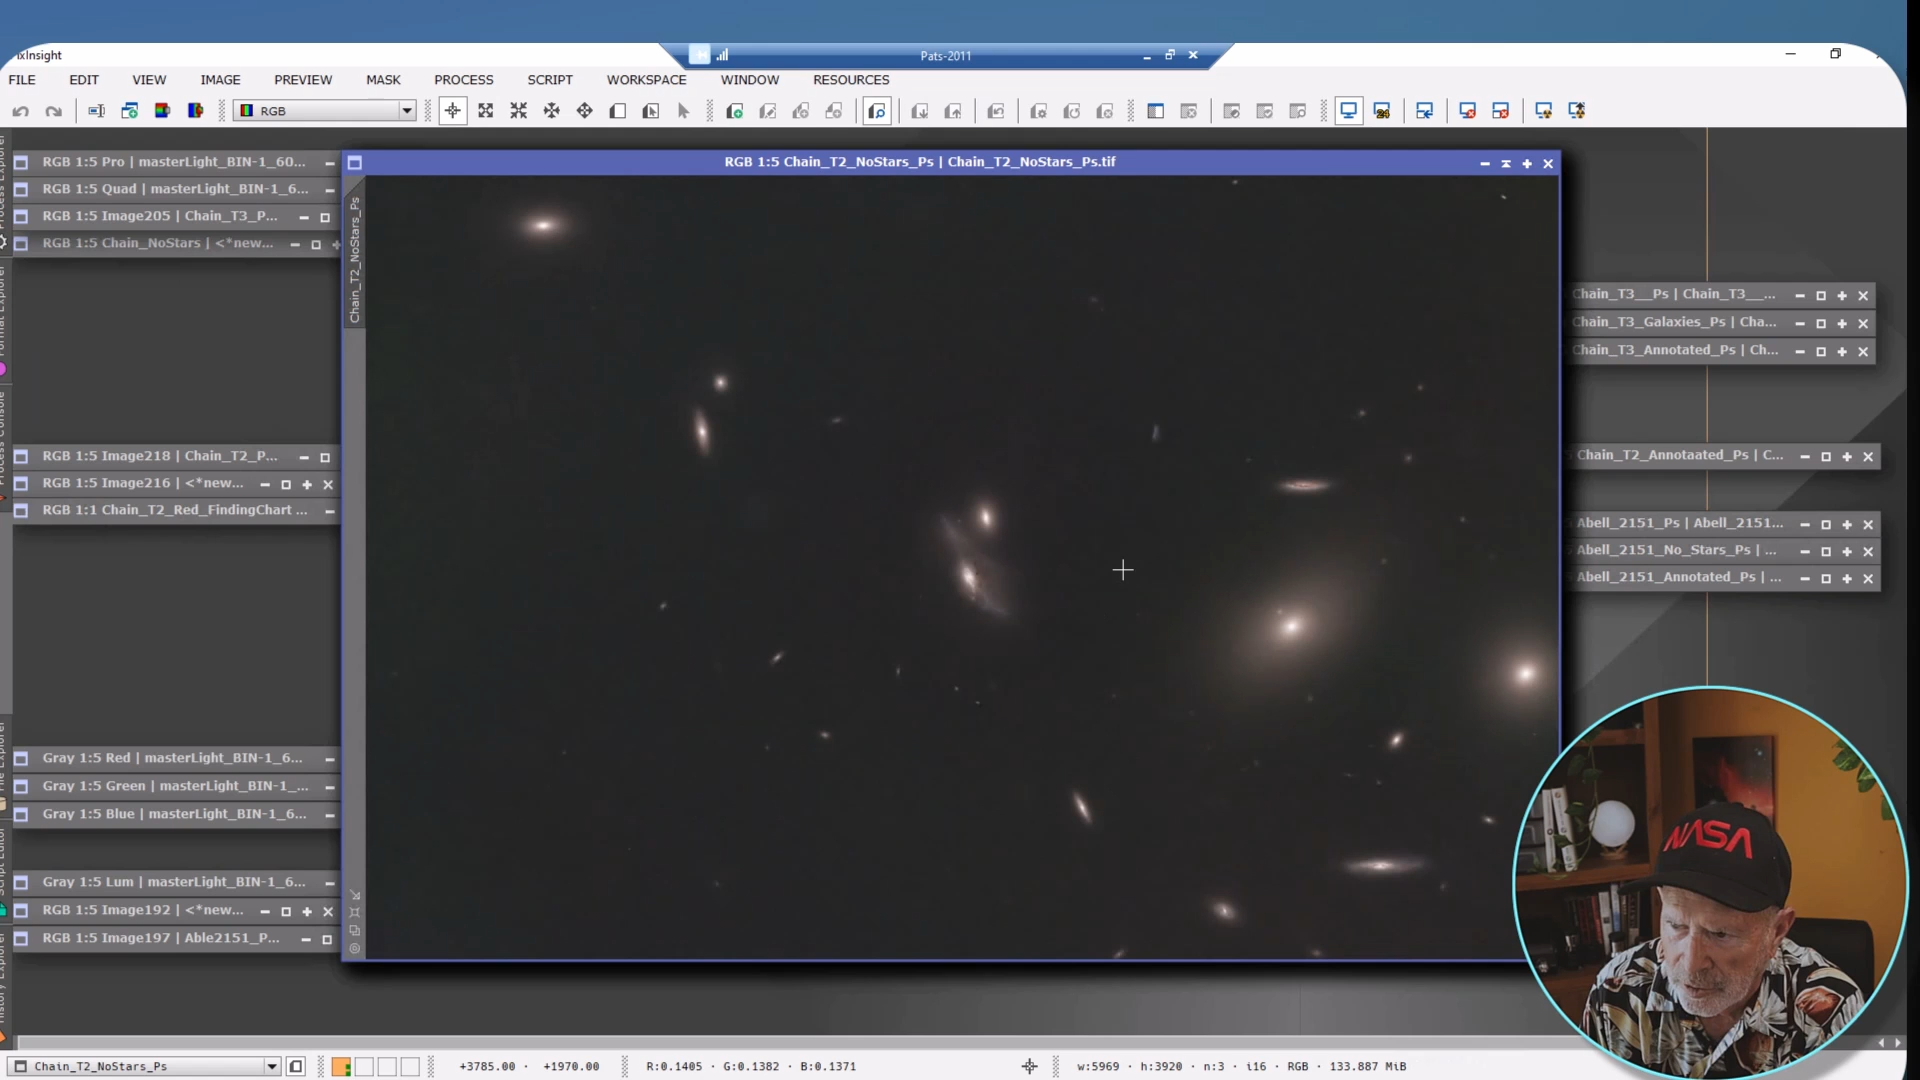 ixInsight
Pats-2011
FILE EDIT VIEW IMAGE PREVIEW MASK PROCESS SCRIPT WORKSPACE WINDOW RESOURCES
RGB
24
RGB 1:5 Pro | masterLight_BIN-1_60...
RGB 1:5 Quad | masterLight_BIN-1_6...
RGB 1:5 Image205 | Chain_T3_P...
RGB 1:5 Chain_NoStars | <*new...
RGB 1:5 Image218 | Chain_T2_P...
RGB 1:5 Image216 | <*new...
RGB 1:1 Chain_T2_Red_FindingChart ...
Gray 1:5 Red | masterLight_BIN-1_6...
Gray 1:5 Green | masterLight_BIN-1_...
Gray 1:5 Blue | masterLight_BIN-1_6...
Gray 1:5 Lum | masterLight_BIN-1_6...
RGB 1:5 Image192 | <*new...
RGB 1:5 Image197 | Able2151_P...
RGB 1:5 Chain_T2_NoStars_Ps | Chain_T2_NoStars_Ps.tif
Chain_T2_NoStars_Ps
Chain_T3__Ps | Chain_T3__...
Chain_T3_Galaxies_Ps | Cha...
Chain_T3_Annotated_Ps | Ch...
Chain_T2_Annotaated_Ps | C...
Abell_2151_Ps | Abell_2151...
Abell_2151_No_Stars_Ps | ...
Abell_2151_Annotated_Ps | ...
Process Console
History Explorer
NASA
Chain_T2_NoStars_Ps
+3785.00 · +1970.00
R:0.1405 · G:0.1382 · B:0.1371
w:5969 · h:3920 · n:3 · i16 · RGB · 133.887 MiB